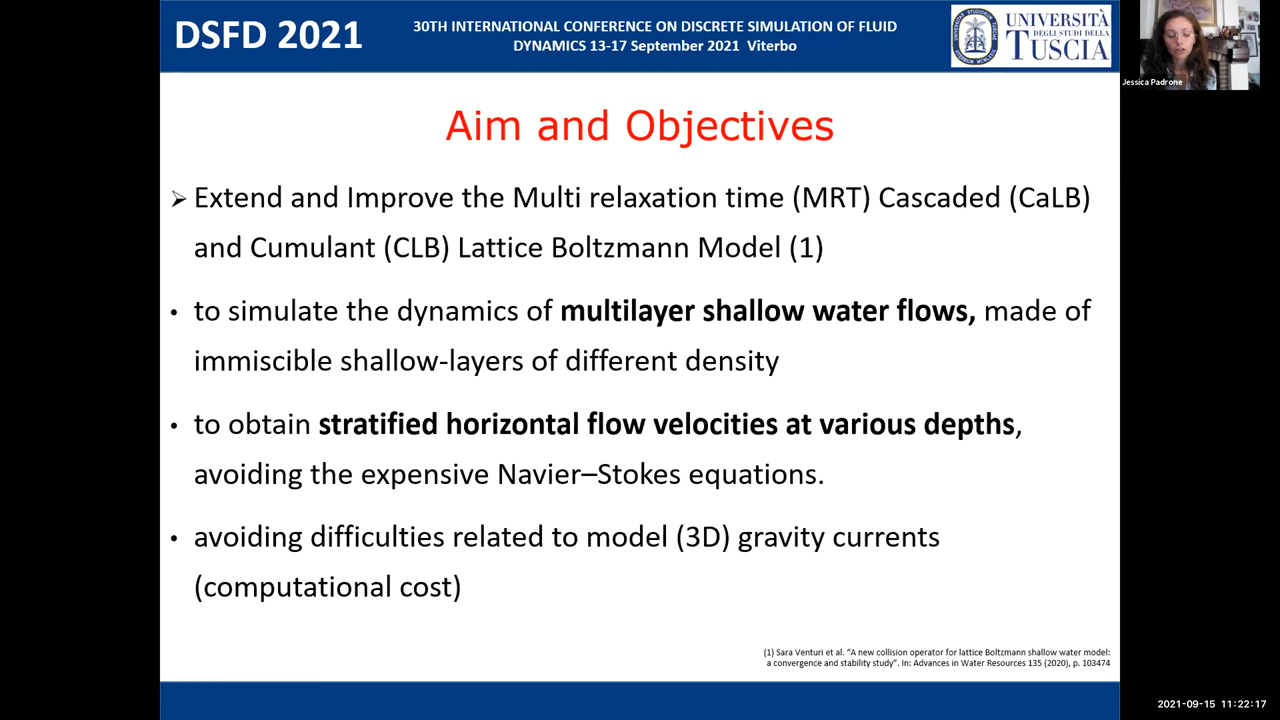 DSFD 2021
30TH INTERNATIONAL CONFERENCE ON DISCRETE SIMULATION OF FLUID
DYNAMICS 13-17 September 2021 Viterbo
UNIVERSITÀ
DEGLI STUDI DELLA
TUSCIA
Jessica Padrone
Aim and Objectives
➢ Extend and Improve the Multi relaxation time (MRT) Cascaded (CaLB)
and Cumulant (CLB) Lattice Boltzmann Model (1)
• to simulate the dynamics of multilayer shallow water flows, made of
immiscible shallow-layers of different density
• to obtain stratified horizontal flow velocities at various depths,
avoiding the expensive Navier–Stokes equations.
• avoiding difficulties related to model (3D) gravity currents
(computational cost)
(1) Sara Venturi et al. “A new collision operator for lattice Boltzmann shallow water model:
a convergence and stability study”. In: Advances in Water Resources 135 (2020), p. 103474
2021-09-15 11:22:17